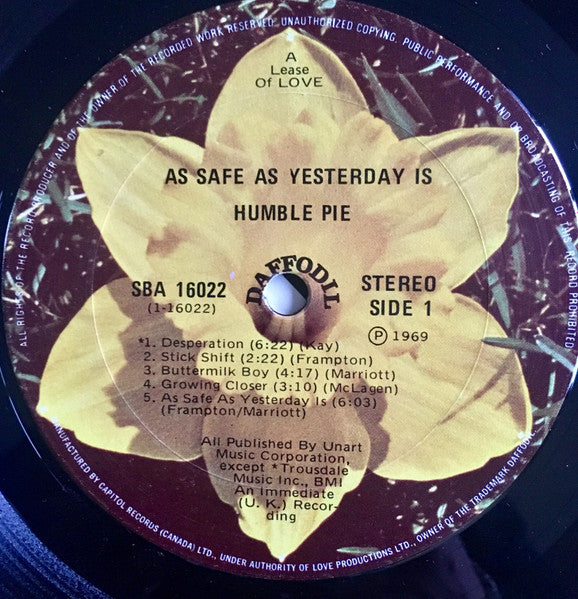 ALL RIGHTS OF THE RECORD PRODUCER AND OF THE OWNER OF THE RECORDED WORK RESERVED. UNAUTHORIZED COPYING, PUBLIC PERFORMANCE AND OR BROADCASTING OF THIS RECORD PROHIBITED
A
Lease
Of LOVE
AS SAFE AS YESTERDAY IS
HUMBLE PIE
DAFFODIL
SBA 16022
(1-16022)
STEREO
SIDE 1
Ⓟ 1969
*1. Desperation (6:22) (Kay)
2. Stick Shift (2:22) (Frampton)
3. Buttermilk Boy (4:17) (Marriott)
4. Growing Closer (3:10) (McLagen)
5. As Safe As Yesterday Is (6:03)
(Frampton/Marriott)
All Published By Unart
Music Corporation,
except *Trousdale
Music Inc., BMI
An Immediate
(U. K.) Recor-
ding
MANUFACTURED BY CAPITOL RECORDS (CANADA) LTD., UNDER AUTHORITY OF LOVE PRODUCTIONS LTD., OWNER OF THE TRADEMARK DAFFODIL